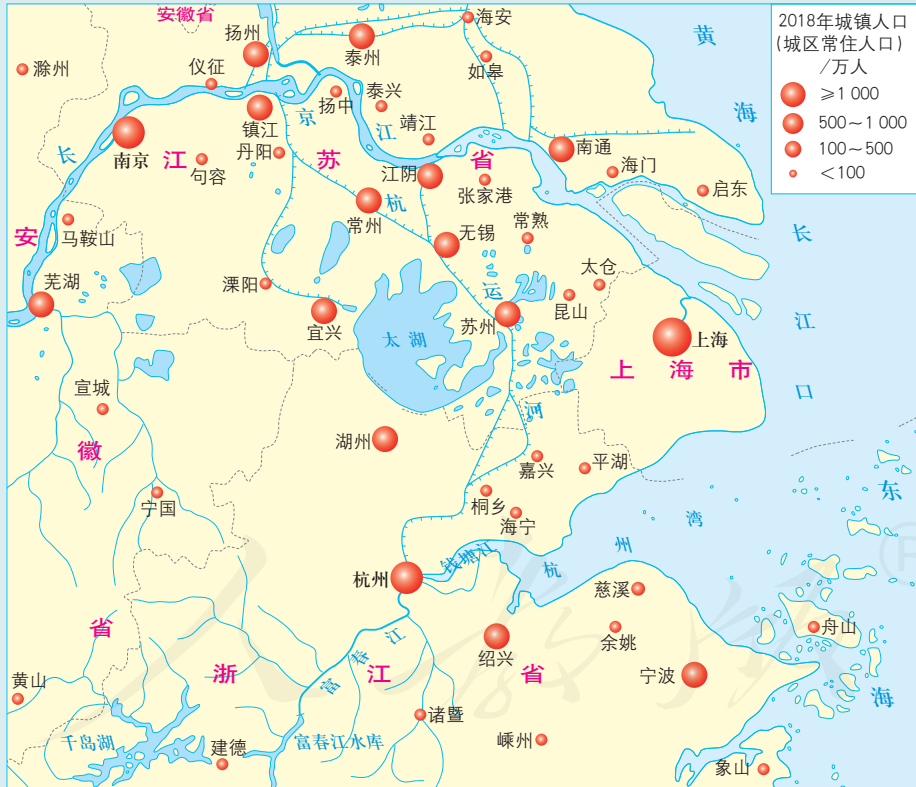 安徽省
海安
黄
海
2018年城镇人口
(城区常住人口)
/万人
≥1 000
500~1 000
100~500
<100
扬州
泰州
如皋
滁州
仪征
扬中
泰兴
镇江
京
江
靖江
南通
长
南京
江
苏
省
丹阳
句容
江阴
张家港
海门
启东
杭
常州
常熟
长
安
马鞍山
无锡
太仓
芜湖
溧阳
运
昆山
江
宜兴
太湖
苏州
上海
上海市
口
宣城
河
徽
湖州
嘉兴
平湖
东
宁国
桐乡
海宁
湾
州
杭
钱塘江
杭州
慈溪
省
江
春
富
绍兴
余姚
舟山
浙
江
省
宁波
海
黄山
诸暨
千岛湖
建德
富春江水库
嵊州
象山
人教版
R